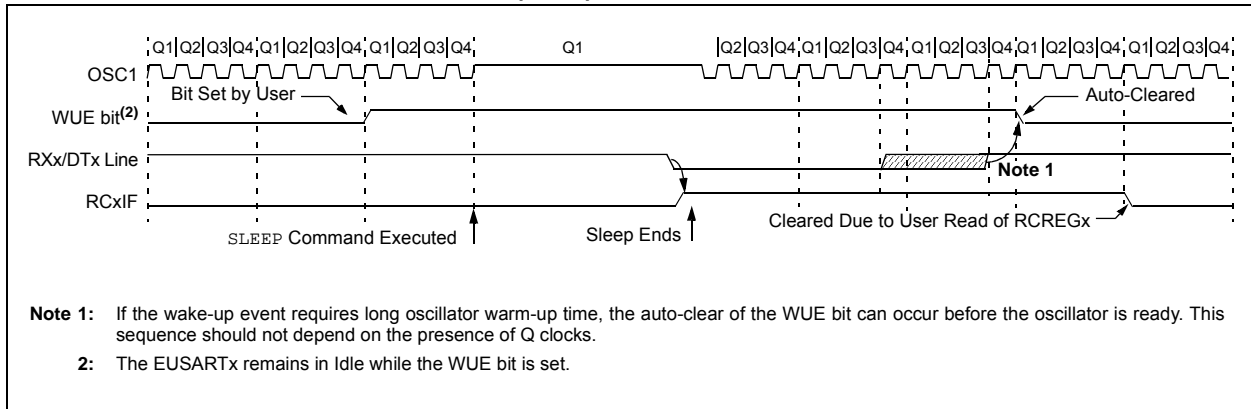 Q1 Q2 Q3 Q4 Q1 Q2 Q3 Q4 Q1 Q2 Q3 Q4 Q1 Q2 Q3 Q4 Q1 Q2 Q3 Q4 Q1 Q2 Q3 Q4 Q1 Q2 Q3 Q4 Q1 Q2 Q3 Q4
OSC1
Bit Set by User
Auto-Cleared
WUE bit(2)
RXx/DTx Line
Note 1
RCxIF
Cleared Due to User Read of RCREGx
SLEEP Command Executed
Sleep Ends
Note 1: If the wake-up event requires long oscillator warm-up time, the auto-clear of the WUE bit can occur before the oscillator is ready. This
sequence should not depend on the presence of Q clocks.
2: The EUSARTx remains in Idle while the WUE bit is set.